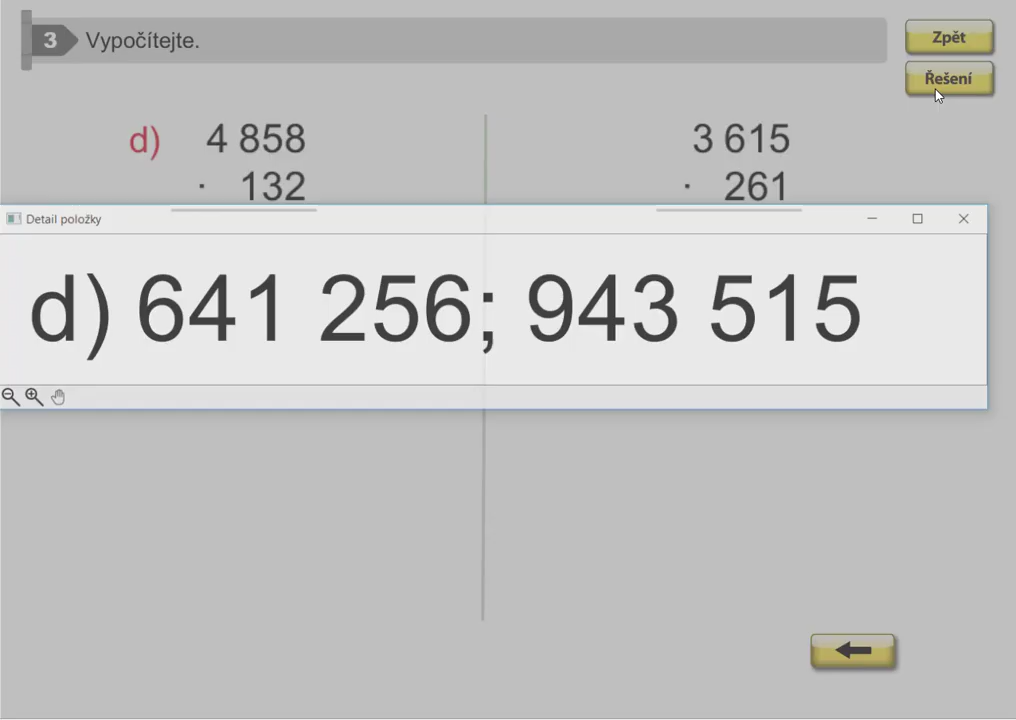 3 Vypočítejte.
Zpět
Řešení
d) 4 858
· 132
3 615
· 261
Detail položky
d) 641 256; 943 515